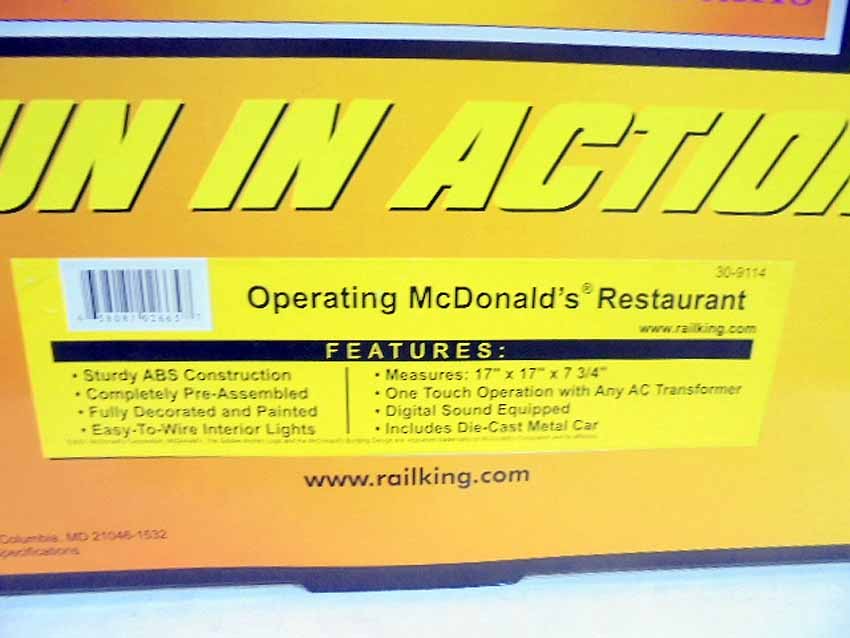 UN IN ACTION
30-9114
Operating McDonald's® Restaurant
www.railking.com
FEATURES:
• Sturdy ABS Construction
• Completely Pre-Assembled
• Fully Decorated and Painted
• Easy-To-Wire Interior Lights
• Measures: 17" x 17" x 7 3/4"
• One Touch Operation with Any AC Transformer
• Digital Sound Equipped
• Includes Die-Cast Metal Car
www.railking.com
Columbia, MD 21046-1532
specifications